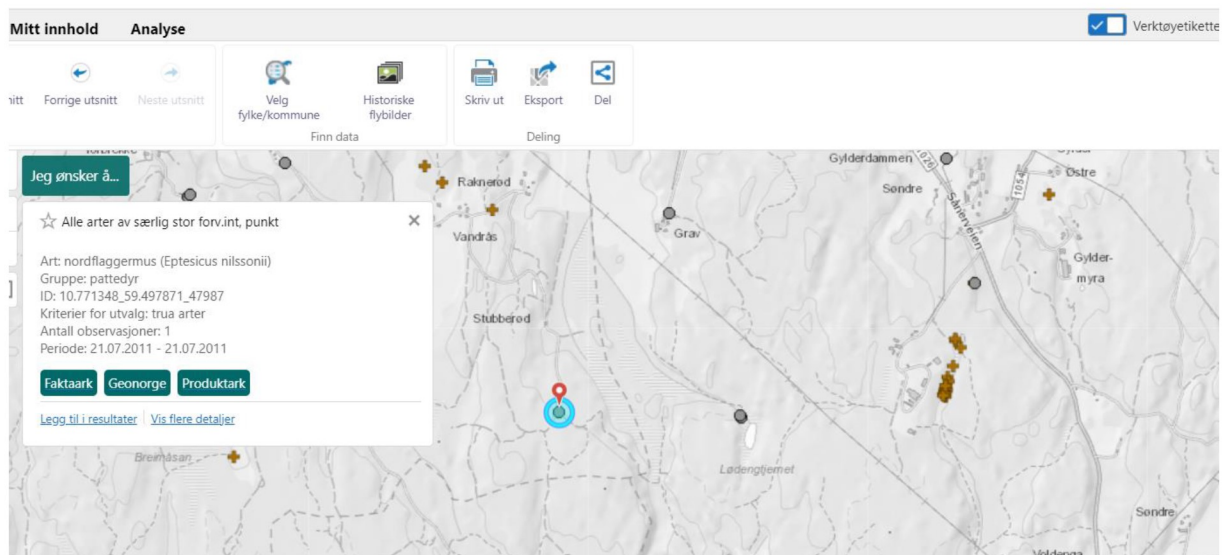 Mitt innhold Analyse
Verktøyetikette
nitt Forrige utsnitt Neste utsnitt
Velg fylke/kommune
Historiske flybilder
Skriv ut Eksport Del
Finn data
Deling
Jeg ønsker å...
Alle arter av særlig stor forv.int, punkt
Art: nordflaggermus (Eptesicus nilssonii)
Gruppe: pattedyr
ID: 10.771348_59.497871_47987
Kriterier for utvalg: trua arter
Antall observasjoner: 1
Periode: 21.07.2011 - 21.07.2011
Faktaark Geonorge Produktark
Legg til i resultater Vis flere detaljer
Gylderdammen
1026
Østre
Raknerød
Søndre
1054
Sånerveien
Vandrås
Grav
Gylder-
myra
Stubberød
Breimåsan
Lødengtjernet
Søndre